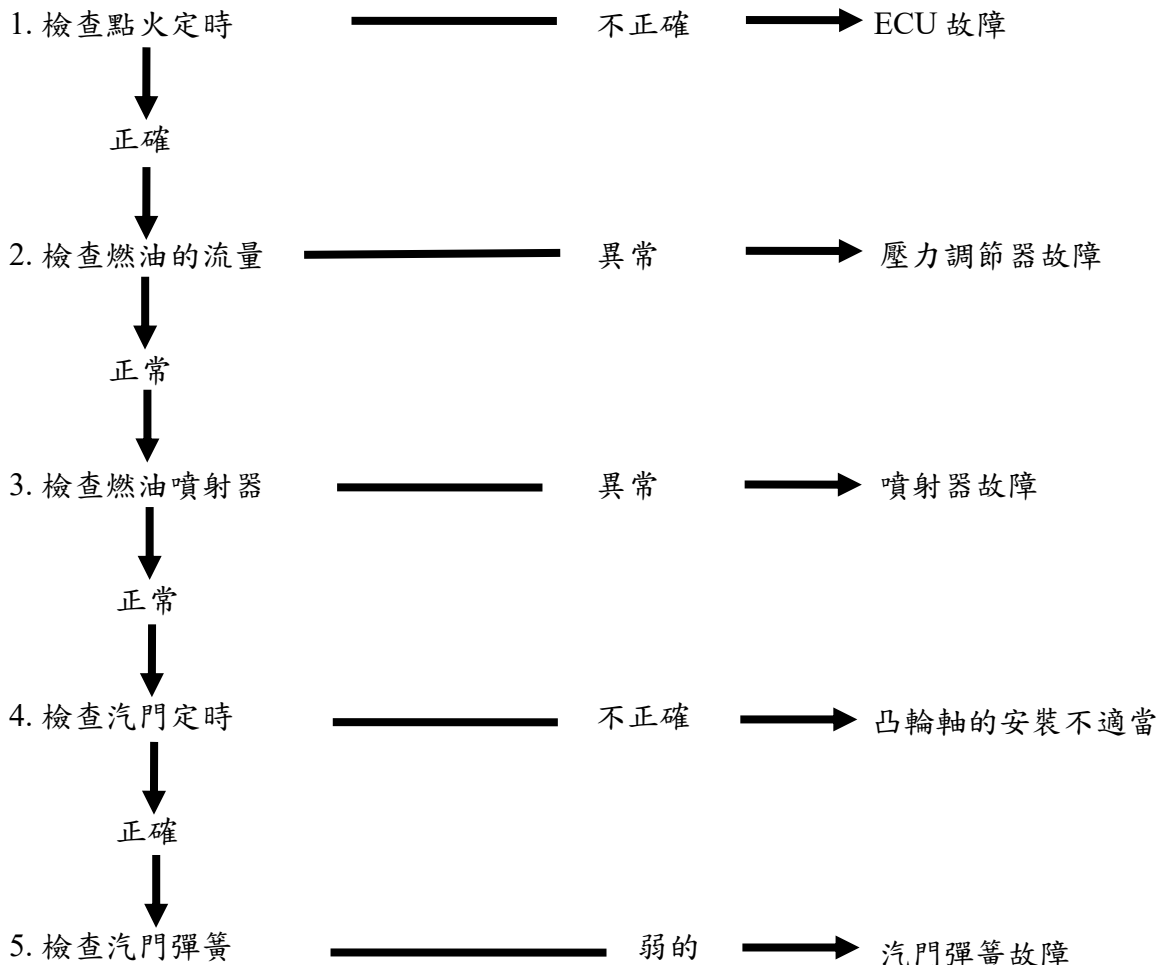 1. 檢查點火定時 不正確 ECU 故障
正確
2. 檢查燃油的流量 異常 壓力調節器故障
正常
3. 檢查燃油噴射器 異常 噴射器故障
正常
4. 檢查汽門定時 不正確 凸輪軸的安裝不適當
正確
5. 檢查汽門彈簧 弱的 汽門彈簧故障